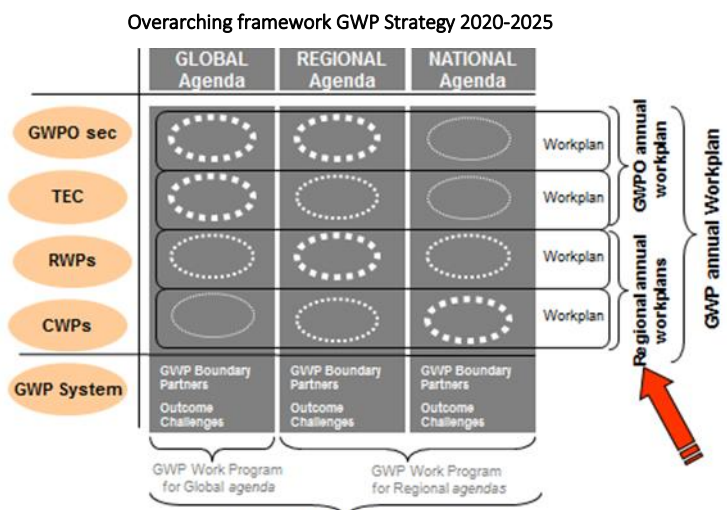 Overarching framework GWP Strategy 2020-2025
GLOBAL
Agenda
REGIONAL
Agenda
NATIONAL
Agenda
GWPO sec
Workplan
TEC
Workplan
RWPs
Workplan
CWPs
Workplan
GWPO annual
workplan
Regional annual
workplans
GWP annual Workplan
GWP System
GWP Boundary
Partners
Outcome
Challenges
GWP Boundary
Partners
Outcome
Challenges
GWP Boundary
Partners
Outcome
Challenges
GWP Work Program
for Global agenda
GWP Work Program
for Regional agendas